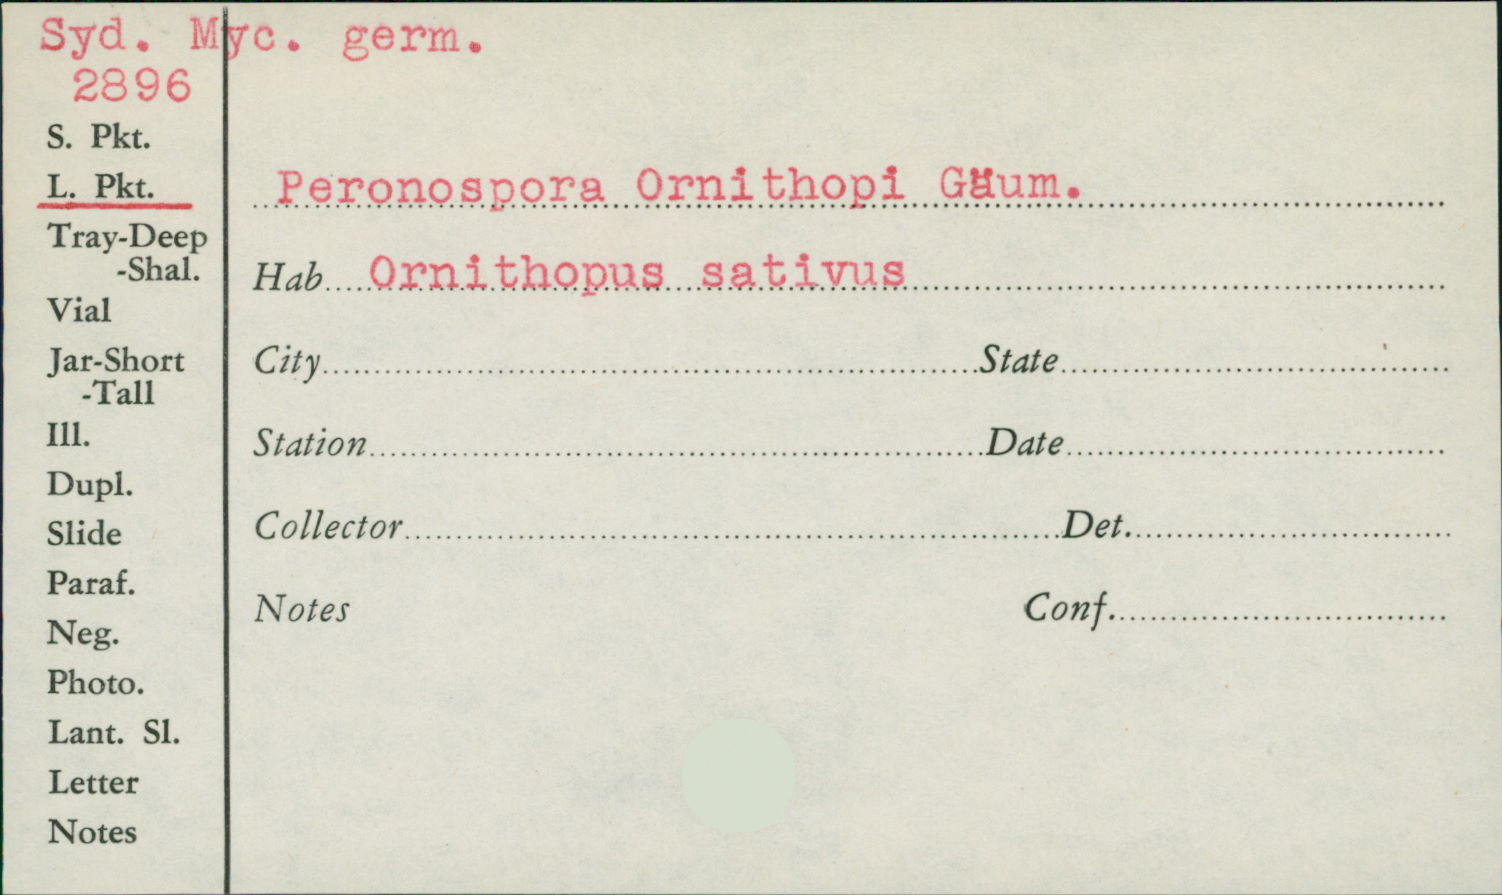 Syd. Myc. germ.
2896
S. Pkt.
L. Pkt.
Tray-Deep
-Shal.
Vial
Jar-Short
-Tall
Ill.
Dupl.
Slide
Paraf.
Neg.
Photo.
Lant. Sl.
Letter
Notes
Peronospora Ornithopi Gäum.
Hab. Ornithopus sativus
City State
Station Date
Collector Det.
Notes Conf.